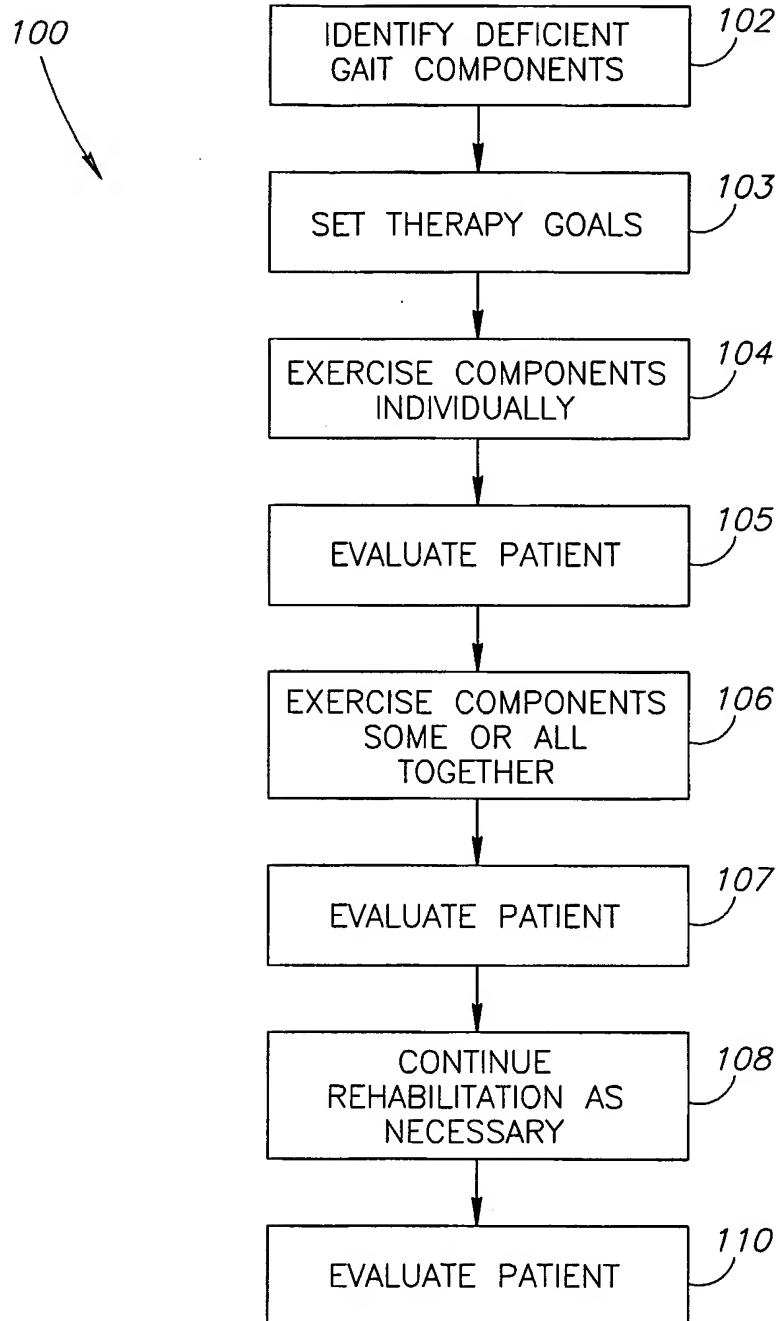 100
IDENTIFY DEFICIENT
GAIT COMPONENTS
102
SET THERAPY GOALS
103
EXERCISE COMPONENTS
INDIVIDUALLY
104
EVALUATE PATIENT
105
EXERCISE COMPONENTS
SOME OR ALL
TOGETHER
106
EVALUATE PATIENT
107
CONTINUE
REHABILITATION AS
NECESSARY
108
EVALUATE PATIENT
110